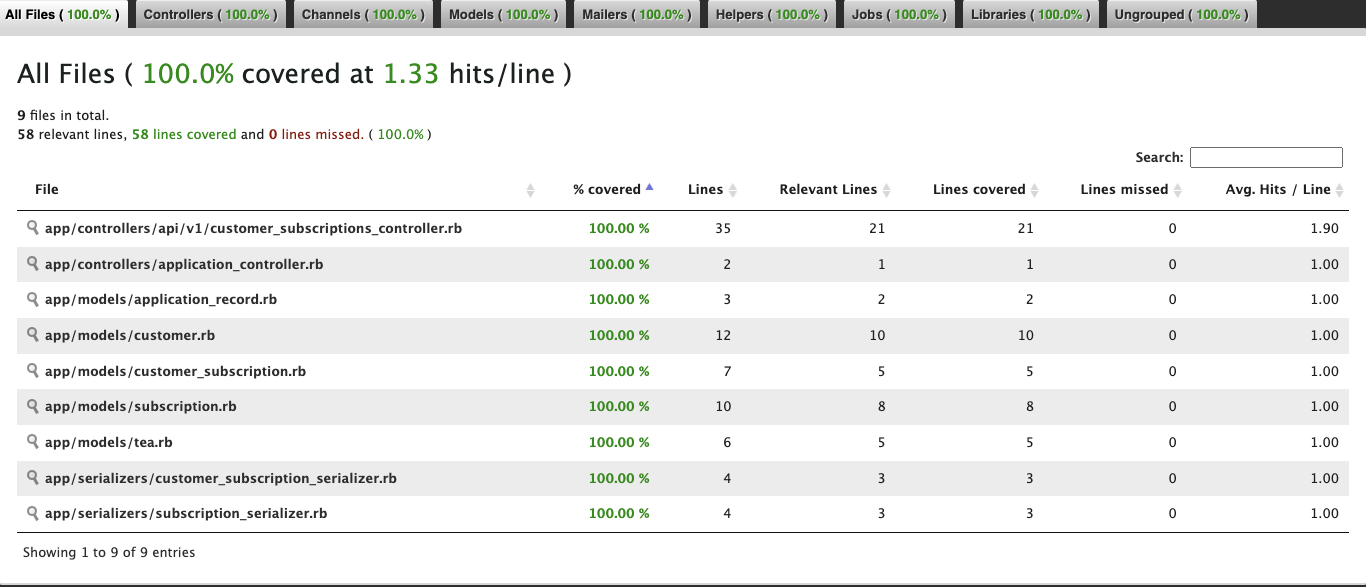 All Files ( 100.0% ) Controllers ( 100.0% ) Channels ( 100.0% ) Models ( 100.0% ) Mailers ( 100.0% ) Helpers ( 100.0% ) Jobs ( 100.0% ) Libraries ( 100.0% ) Ungrouped ( 100.0% )
All Files ( 100.0% covered at 1.33 hits/line )
9 files in total.
58 relevant lines, 58 lines covered and 0 lines missed. ( 100.0% )
Search:
File % covered Lines Relevant Lines Lines covered Lines missed Avg. Hits / Line
app/controllers/api/v1/customer_subscriptions_controller.rb 100.00 % 35 21 21 0 1.90
app/controllers/application_controller.rb 100.00 % 2 1 1 0 1.00
app/models/application_record.rb 100.00 % 3 2 2 0 1.00
app/models/customer.rb 100.00 % 12 10 10 0 1.00
app/models/customer_subscription.rb 100.00 % 7 5 5 0 1.00
app/models/subscription.rb 100.00 % 10 8 8 0 1.00
app/models/tea.rb 100.00 % 6 5 5 0 1.00
app/serializers/customer_subscription_serializer.rb 100.00 % 4 3 3 0 1.00
app/serializers/subscription_serializer.rb 100.00 % 4 3 3 0 1.00
Showing 1 to 9 of 9 entries